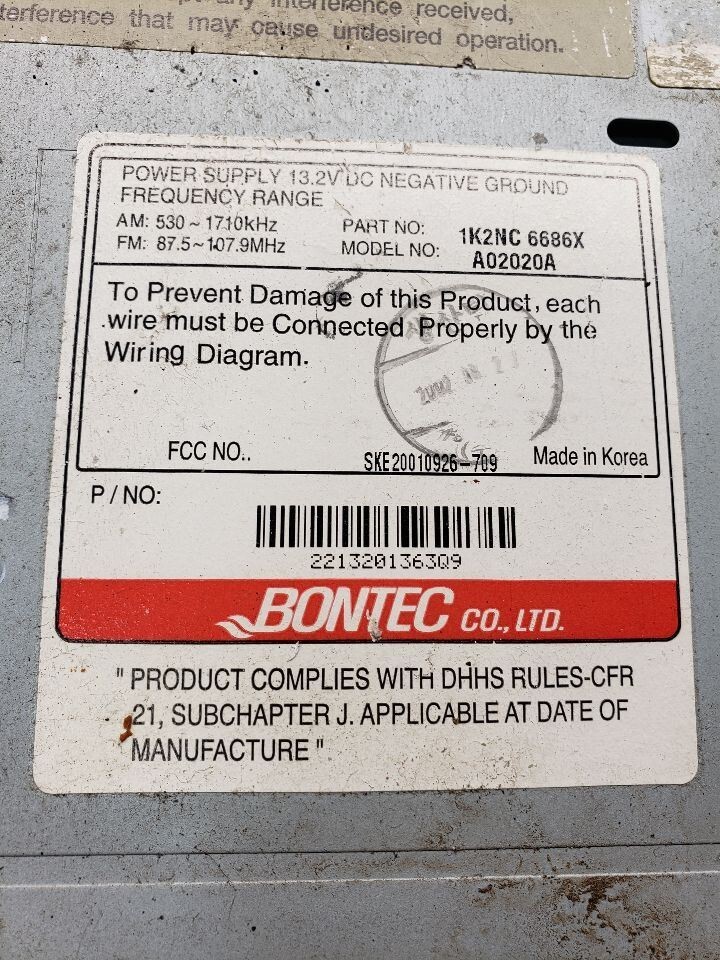 interference received,
terference that may cause undesired operation.
POWER SUPPLY 13.2V DC NEGATIVE GROUND
FREQUENCY RANGE
AM: 530 ~ 1710kHz PART NO: 1K2NC 6686X
FM: 87.5~107.9MHz MODEL NO: A02020A
To Prevent Damage of this Product, each
wire must be Connected Properly by the
Wiring Diagram.
FCC NO.. SKE20010926-709 Made in Korea
P/NO:
2213201363Q9
BONTEC CO., LTD.
" PRODUCT COMPLIES WITH DHHS RULES-CFR
21, SUBCHAPTER J. APPLICABLE AT DATE OF
MANUFACTURE ".